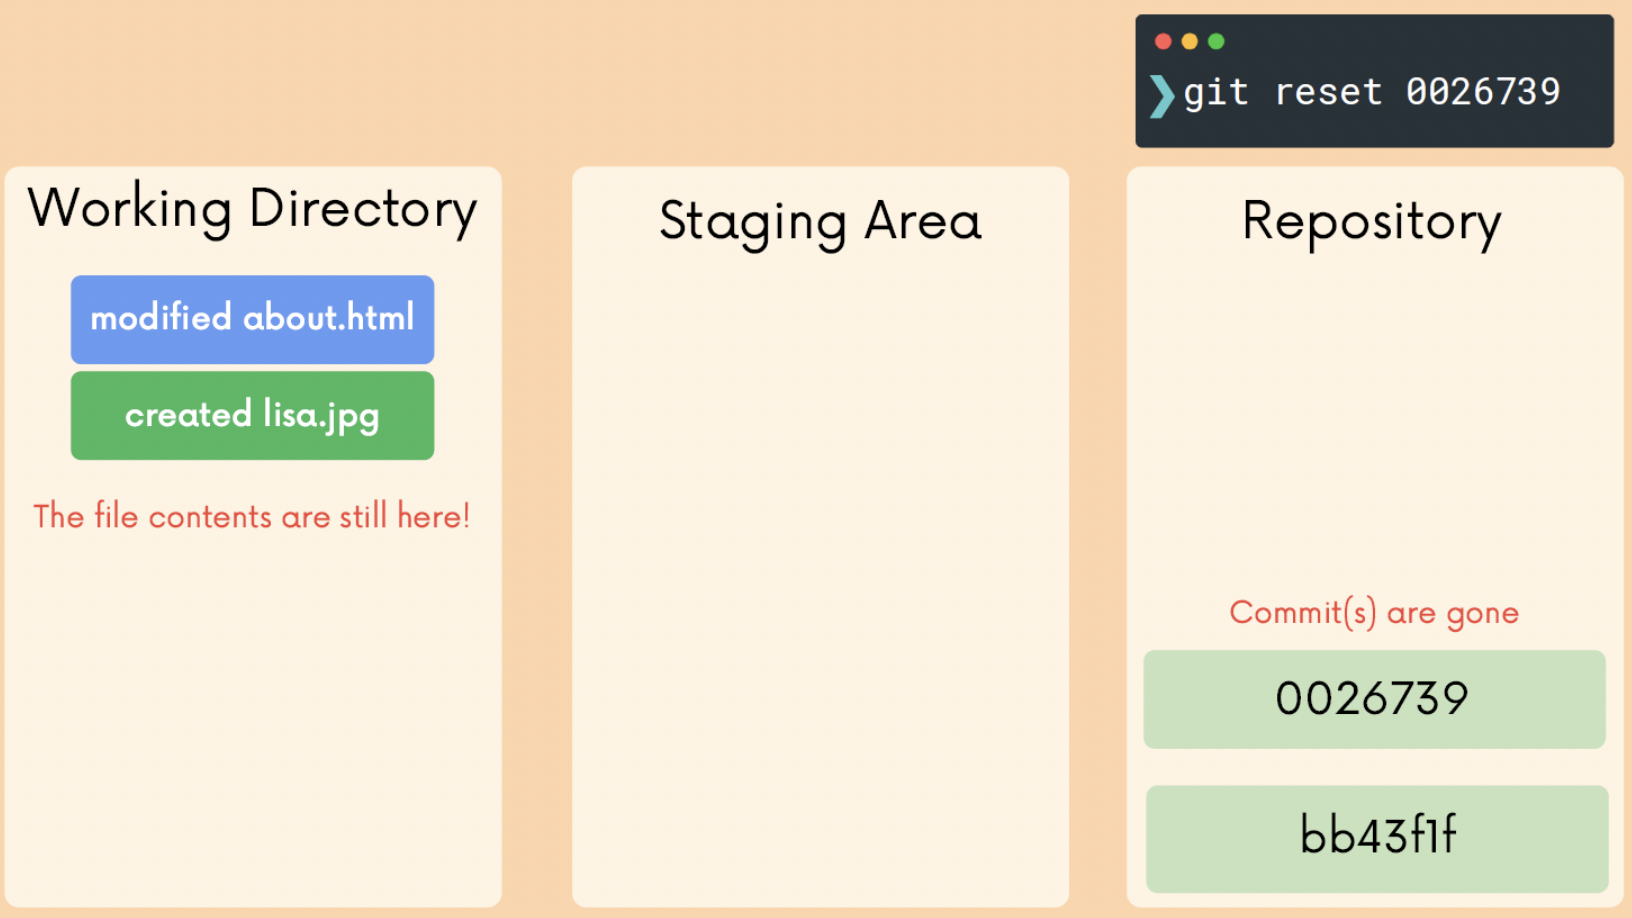 ❯git reset 0026739
Working Directory
modified about.html
created lisa.jpg
The file contents are still here!
Staging Area
Repository
Commit(s) are gone
0026739
bb43f1f